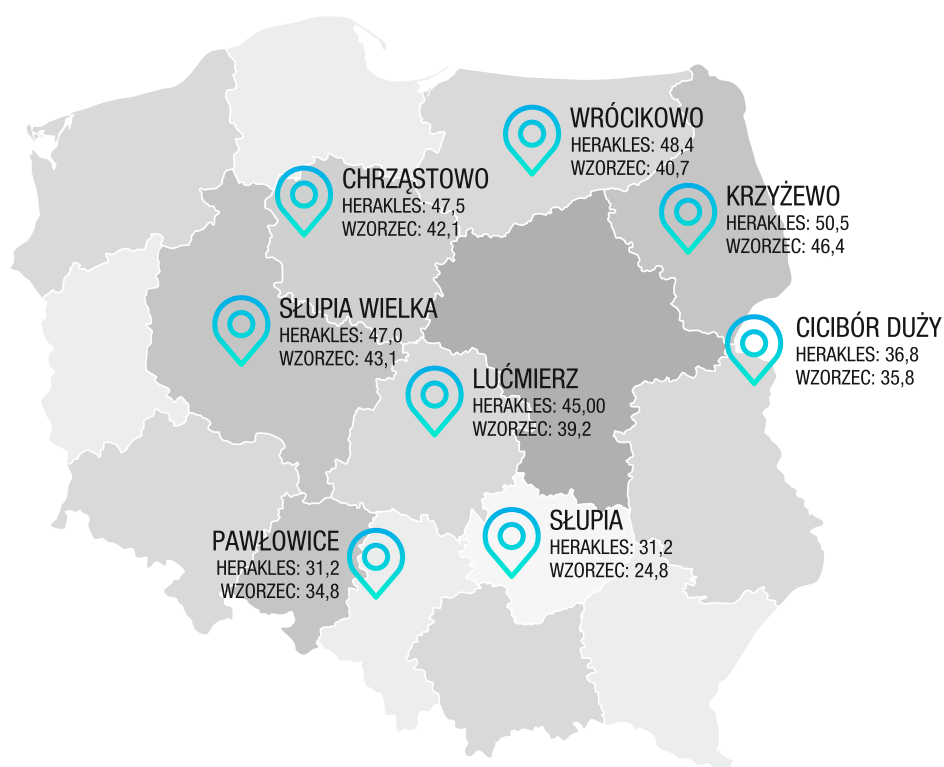 WRÓCIKOWO
HERAKLES: 48,4
WZORZEC: 40,7
CHRZĄSTOWO
HERAKLES: 47,5
WZORZEC: 42,1
KRZYŻEWO
HERAKLES: 50,5
WZORZEC: 46,4
SŁUPIA WIELKA
HERAKLES: 47,0
WZORZEC: 43,1
CICIBÓR DUŻY
HERAKLES: 36,8
WZORZEC: 35,8
LUĆMIERZ
HERAKLES: 45,00
WZORZEC: 39,2
SŁUPIA
HERAKLES: 31,2
WZORZEC: 24,8
PAWŁOWICE
HERAKLES: 31,2
WZORZEC: 34,8